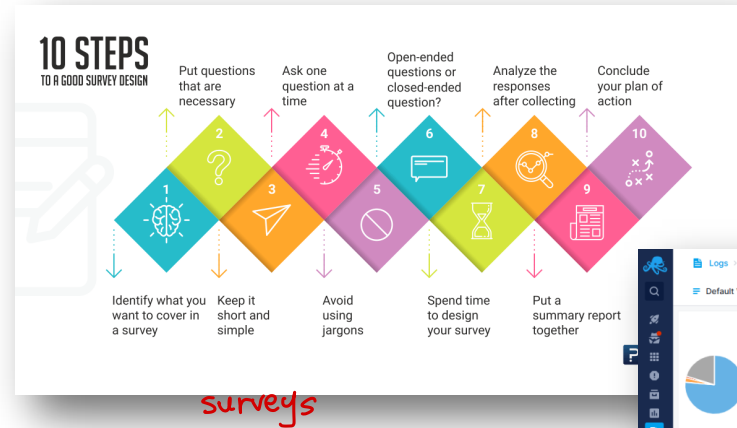 10 STEPS
TO A GOOD SURVEY DESIGN
Put questions
that are
necessary
Ask one
question at a
time
Open-ended
questions or
closed-ended
question?
Analyze the
responses
after collecting
Conclude
your plan of
action
2
4
6
8
10
1
3
5
7
9
Identify what you
want to cover in
a survey
Keep it
short and
simple
Avoid
using
jargons
Spend time
to design
your survey
Put a
summary report
together
surveys
Logs
Default